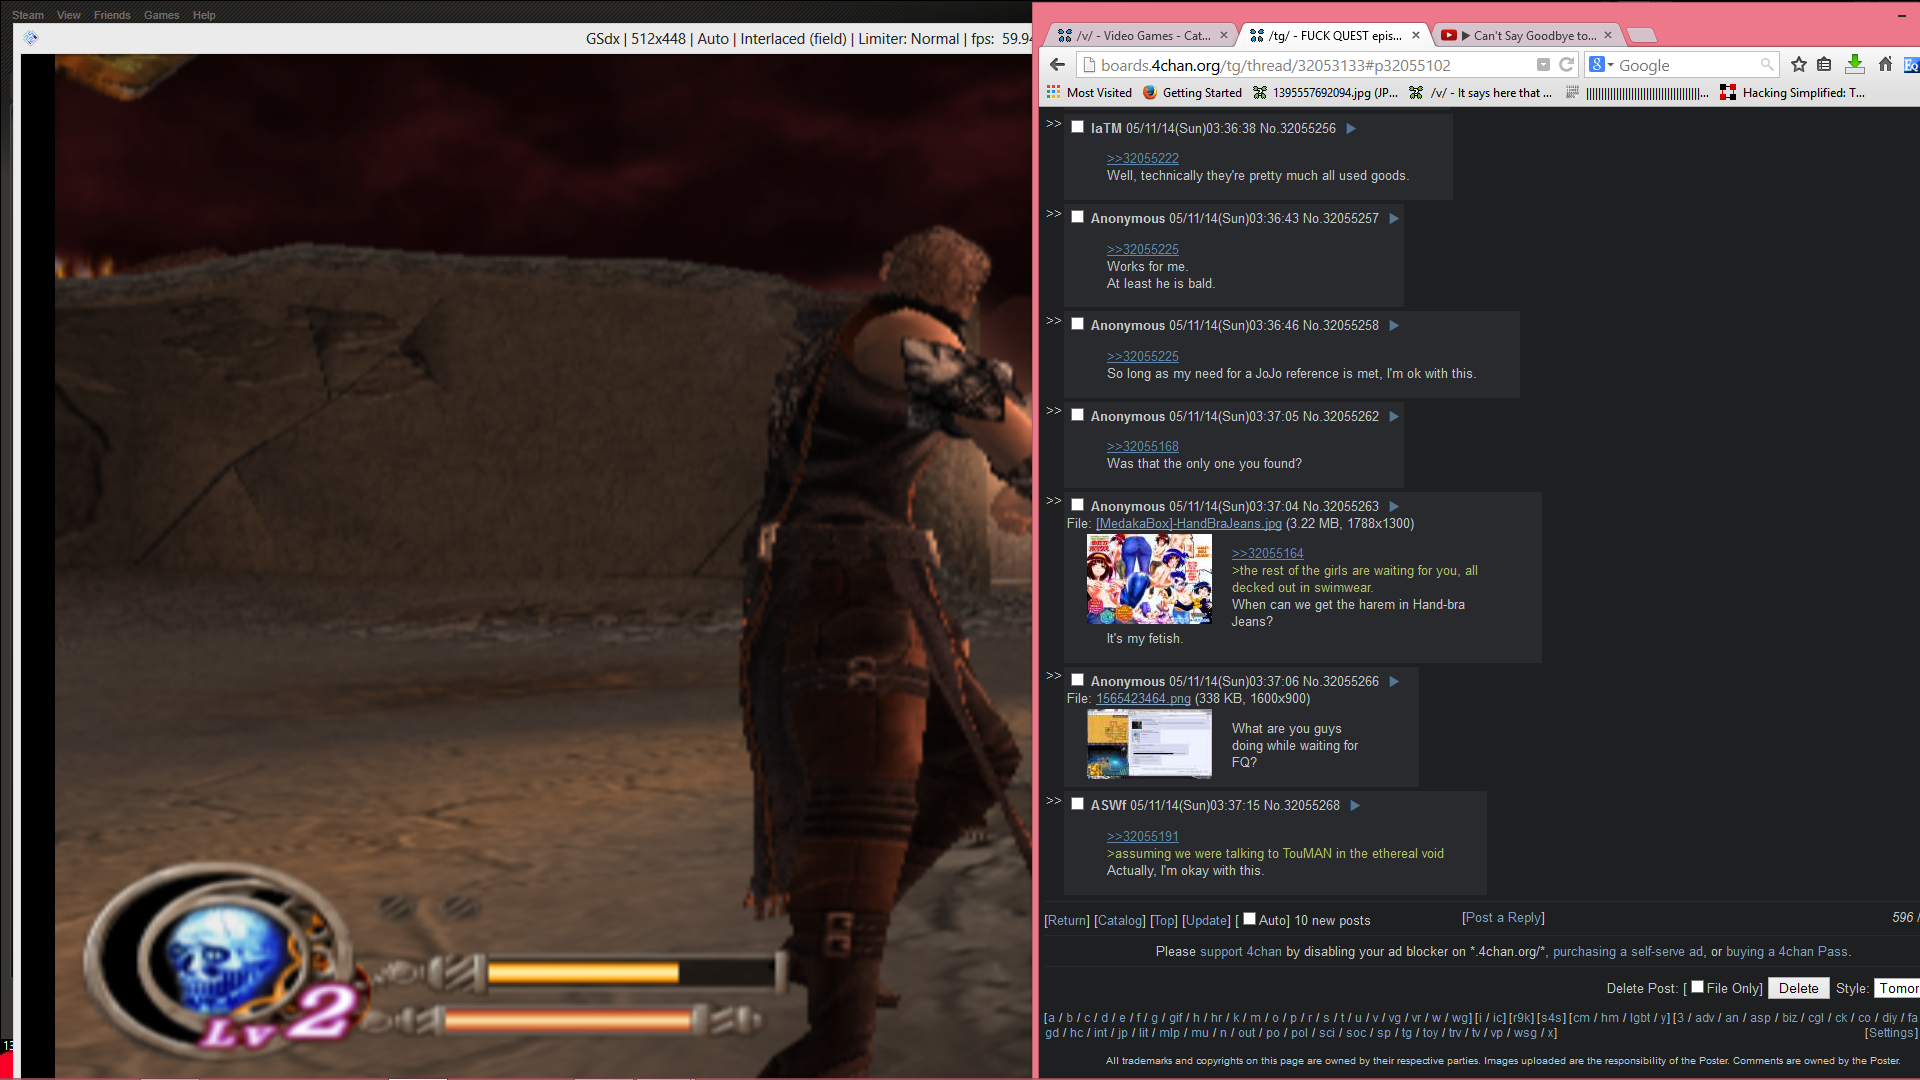 Steam View Friends Games Help
GSdx | 512x448 | Auto | Interlaced (field) | Limiter: Normal | fps: 59.94
Lv 2
13
/v/ - Video Games - Cat...
/tg/ - FUCK QUEST epis...
▶ Can't Say Goodbye to...
boards.4chan.org/tg/thread/32053133#p32055102
Google
Most Visited Getting Started 1395557692094.jpg (JP... /v/ - It says here that ... Hacking Simplified: T...
>> IaTM 05/11/14(Sun)03:36:38 No.32055256 ▶
>>32055222
Well, technically they're pretty much all used goods.
>> Anonymous 05/11/14(Sun)03:36:43 No.32055257 ▶
>>32055225
Works for me.
At least he is bald.
>> Anonymous 05/11/14(Sun)03:36:46 No.32055258 ▶
>>32055225
So long as my need for a JoJo reference is met, I'm ok with this.
>> Anonymous 05/11/14(Sun)03:37:05 No.32055262 ▶
>>32055168
Was that the only one you found?
>> Anonymous 05/11/14(Sun)03:37:04 No.32055263 ▶
File: [MedakaBox]-HandBraJeans.jpg (3.22 MB, 1788x1300)
>>32055164
>the rest of the girls are waiting for you, all
decked out in swimwear.
When can we get the harem in Hand-bra
Jeans?
It's my fetish.
>> Anonymous 05/11/14(Sun)03:37:06 No.32055266 ▶
File: 1565423464.png (338 KB, 1600x900)
What are you guys
doing while waiting for
FQ?
>> ASWf 05/11/14(Sun)03:37:15 No.32055268 ▶
>>32055191
>assuming we were talking to TouMAN in the ethereal void
Actually, I'm okay with this.
[Return] [Catalog] [Top] [Update] [ Auto] 10 new posts [Post a Reply] 596 /
Please support 4chan by disabling your ad blocker on *.4chan.org/*, purchasing a self-serve ad, or buying a 4chan Pass.
Delete Post: [ File Only] Delete Style: Tomor
[a / b / c / d / e / f / g / gif / h / hr / k / m / o / p / r / s / t / u / v / vg / vr / w / wg] [i / ic] [r9k] [s4s] [cm / hm / lgbt / y] [3 / adv / an / asp / biz / cgl / ck / co / diy / fa
gd / hc / int / jp / lit / mlp / mu / n / out / po / pol / sci / soc / sp / tg / toy / trv / tv / vp / wsg / x] [Settings]
All trademarks and copyrights on this page are owned by their respective parties. Images uploaded are the responsibility of the Poster. Comments are owned by the Poster.